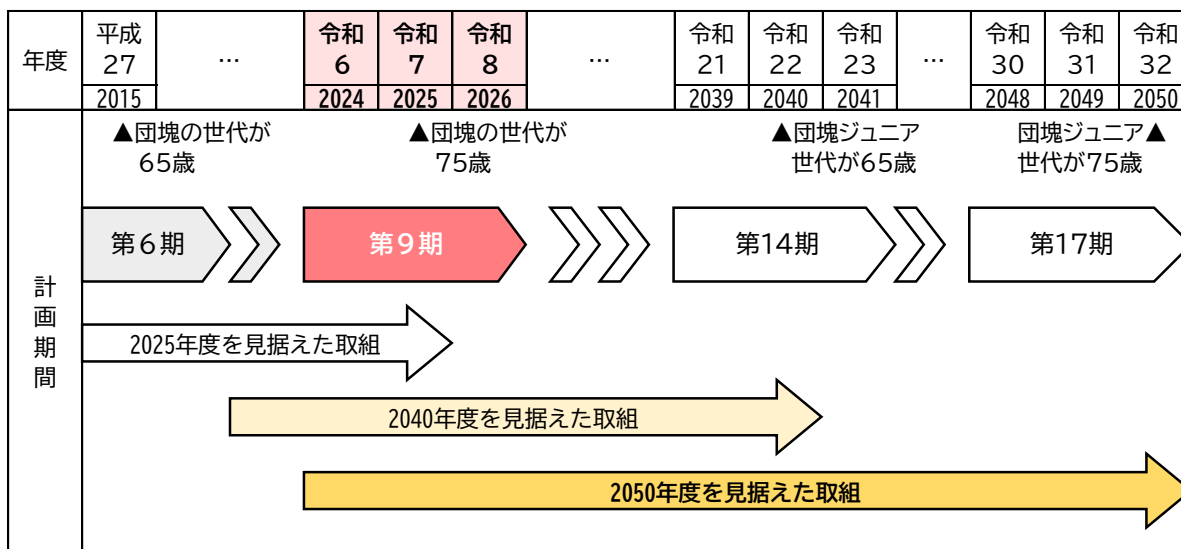 年度
平成
27
2015
…
令和
6
2024
令和
7
2025
令和
8
2026
…
令和
21
2039
令和
22
2040
令和
23
2041
…
令和
30
2048
令和
31
2049
令和
32
2050
▲団塊の世代が
65歳
▲団塊の世代が
75歳
▲団塊ジュニア
世代が65歳
団塊ジュニア▲
世代が75歳
計画期間
第6期
第9期
第14期
第17期
2025年度を見据えた取組
2040年度を見据えた取組
2050年度を見据えた取組